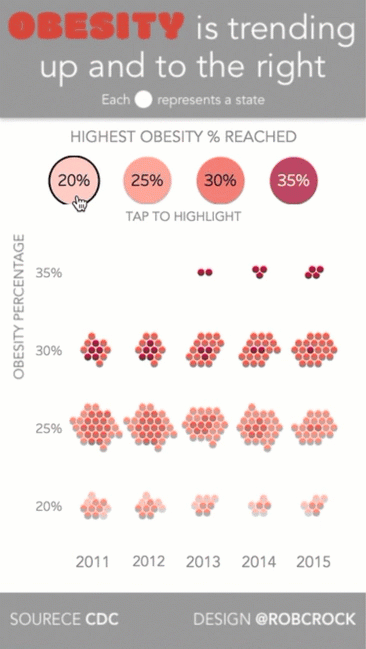 OBESITY is trending
up and to the right
Each represents a state
HIGHEST OBESITY % REACHED
20% 25% 30% 35%
TAP TO HIGHLIGHT
OBESITY PERCENTAGE
35%
30%
25%
20%
2011 2012 2013 2014 2015
SOURECE CDC DESIGN @ROBCROCK